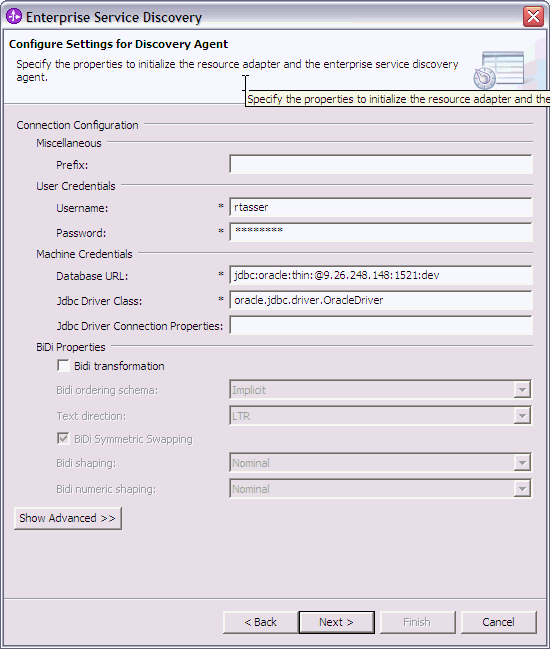 Enterprise Service Discovery
Configure Settings for Discovery Agent
Specify the properties to initialize the resource adapter and the enterprise service discovery
agent.
Specify the properties to initialize the resource adapter and the
Connection Configuration
Miscellaneous
Prefix:
User Credentials
Username: * rtasser
Password: * ********
Machine Credentials
Database URL: * jdbc:oracle:thin:@9.26.248.148:1521:dev
Jdbc Driver Class: * oracle.jdbc.driver.OracleDriver
Jdbc Driver Connection Properties:
BiDi Properties
Bidi transformation
Bidi ordering schema: Implicit
Text direction: LTR
BiDi Symmetric Swapping
Bidi shaping: Nominal
Bidi numeric shaping: Nominal
Show Advanced >>
< Back Next > Finish Cancel